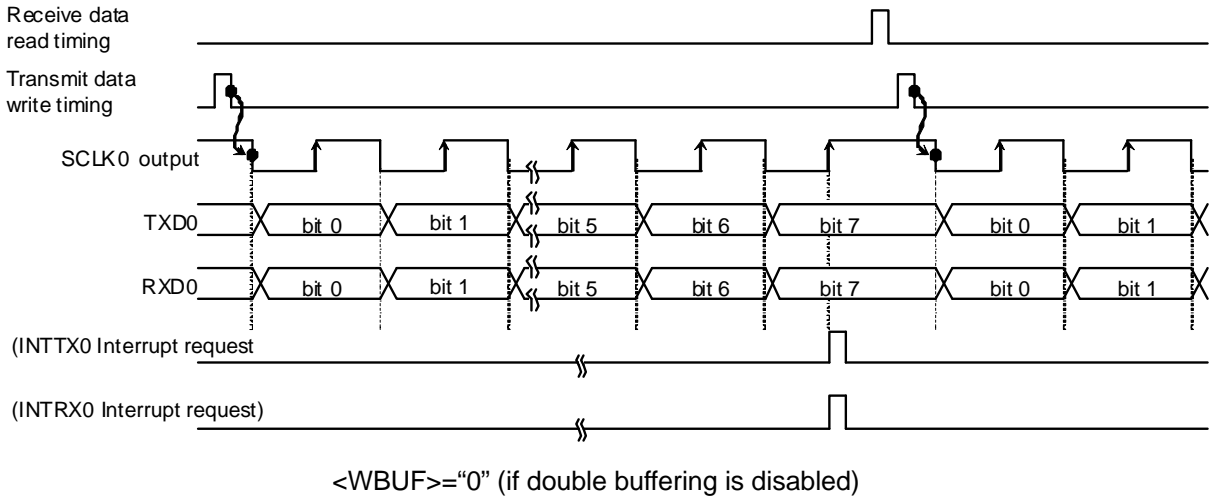 Receive data
read timing
Transmit data
write timing
SCLK0 output
TXD0
bit 0 bit 1 bit 5 bit 6 bit 7 bit 0 bit 1
RXD0
bit 0 bit 1 bit 5 bit 6 bit 7 bit 0 bit 1
(INTTX0 Interrupt request
(INTRX0 Interrupt request)
<WBUF>=“0” (if double buffering is disabled)